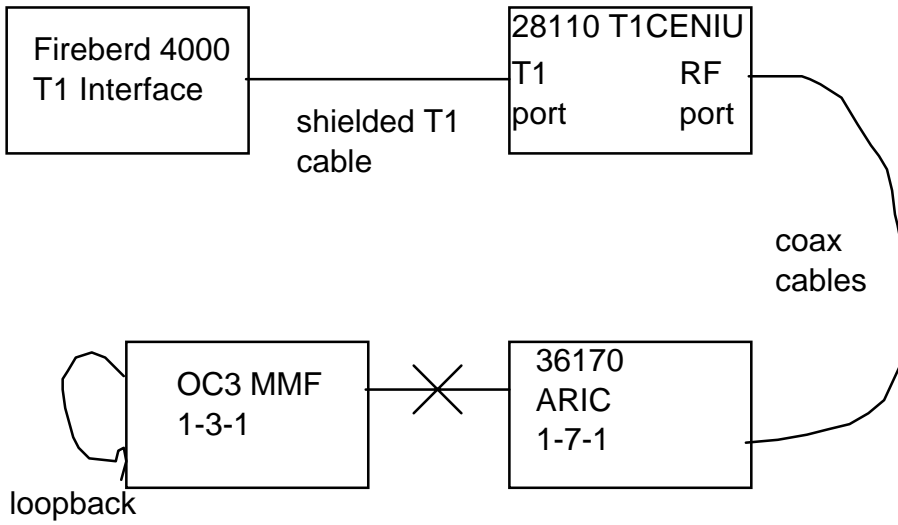 Fireberd 4000
T1 Interface
shielded T1
cable
28110 T1CENIU
T1 RF
port port
coax
cables
OC3 MMF
1-3-1
36170
ARIC
1-7-1
loopback